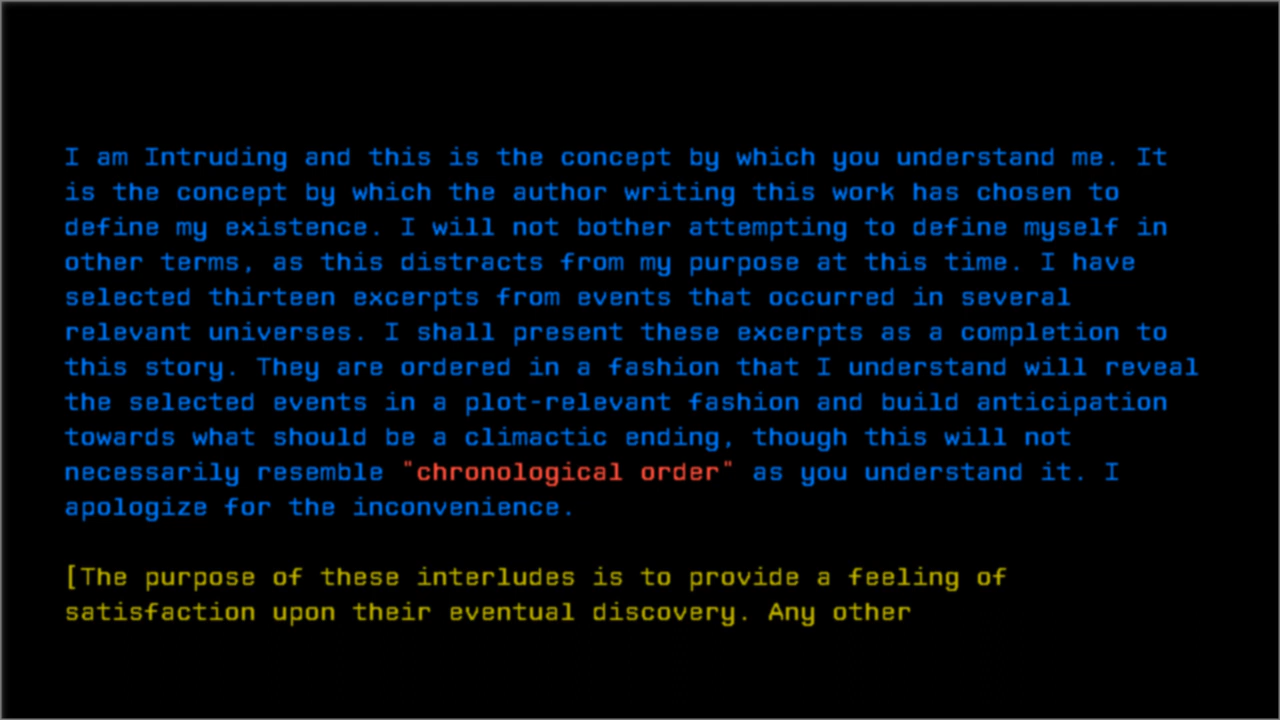 I am Intruding and this is the concept by which you understand me. It
is the concept by which the author writing this work has chosen to
define my existence. I will not bother attempting to define myself in
other terms, as this distracts from my purpose at this time. I have
selected thirteen excerpts from events that occurred in several
relevant universes. I shall present these excerpts as a completion to
this story. They are ordered in a fashion that I understand will reveal
the selected events in a plot-relevant fashion and build anticipation
towards what should be a climactic ending, though this will not
necessarily resemble "chronological order" as you understand it. I
apologize for the inconvenience.
[The purpose of these interludes is to provide a feeling of
satisfaction upon their eventual discovery. Any other